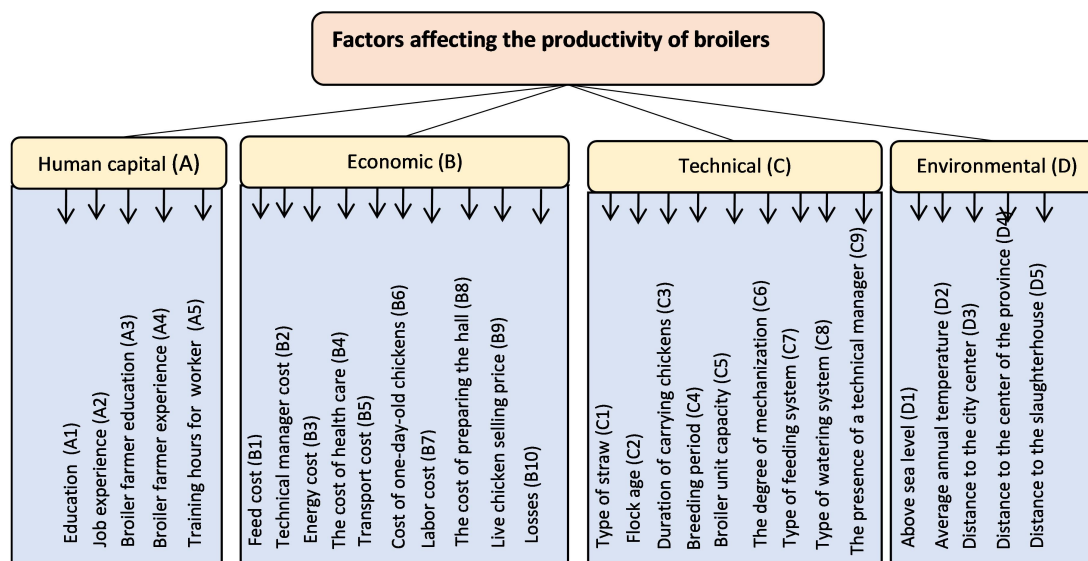 Factors affecting the productivity of broilers
Human capital (A)
Economic (B)
Technical (C)
Environmental (D)
Education (A1)
Job experience (A2)
Broiler farmer education (A3)
Broiler farmer experience (A4)
Training hours for worker (A5)
Feed cost (B1)
Technical manager cost (B2)
Energy cost (B3)
The cost of health care (B4)
Transport cost (B5)
Cost of one-day-old chickens (B6)
Labor cost (B7)
The cost of preparing the hall (B8)
Live chicken selling price (B9)
Losses (B10)
Type of straw (C1)
Flock age (C2)
Duration of carrying chickens (C3)
Breeding period (C4)
Broiler unit capacity (C5)
The degree of mechanization (C6)
Type of feeding system (C7)
Type of watering system (C8)
The presence of a technical manager (C9)
Above sea level (D1)
Average annual temperature (D2)
Distance to the city center (D3)
Distance to the center of the province (D4)
Distance to the slaughterhouse (D5)